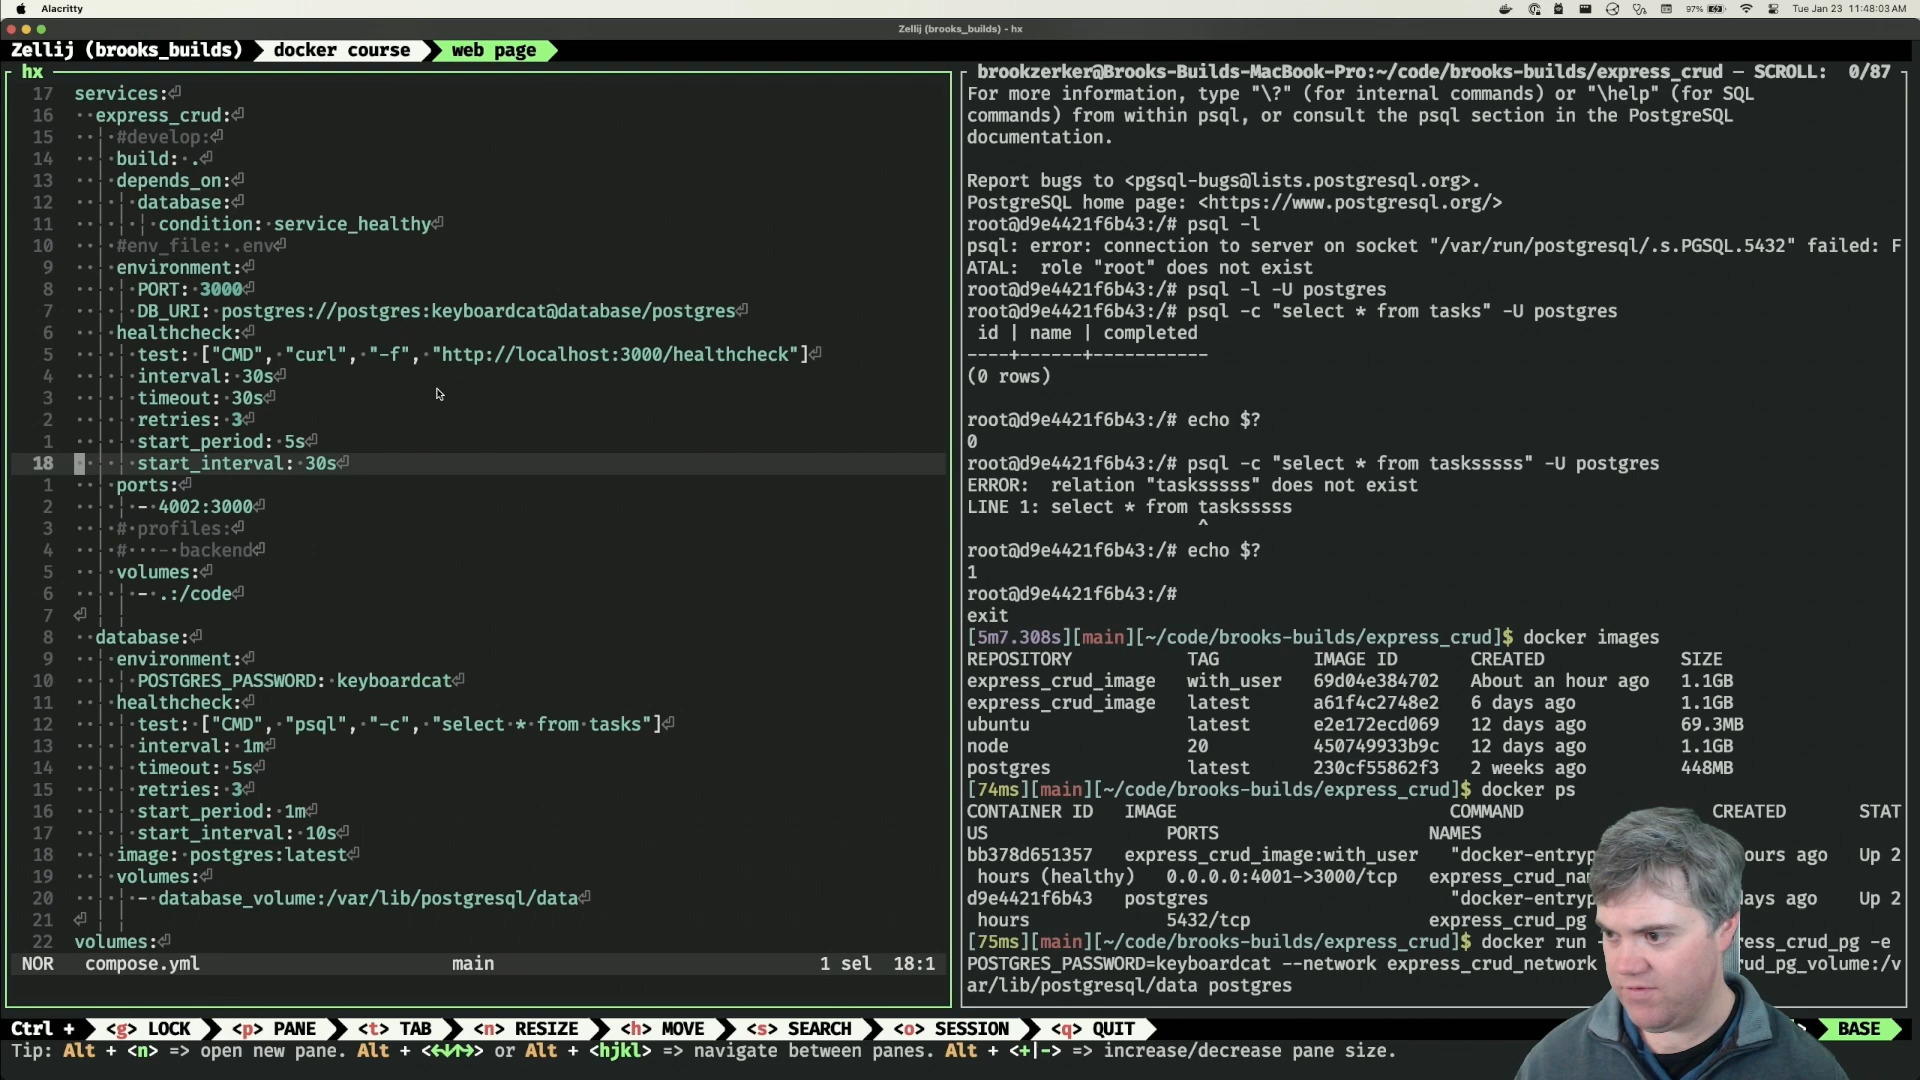 Alacritty
97%
Tue Jan 23 11:48:03 AM
Zellij (brooks_builds) - hx
Zellij (brooks_builds) docker course web page
hx
17 services:
16 express_crud:
15 #develop:
14 build: .
13 depends_on:
12 database:
11 condition: service_healthy
10 #env_file: .env
9 environment:
8 PORT: 3000
7 DB_URI: postgres://postgres:keyboardcat@database/postgres
6 healthcheck:
5 test: ["CMD", "curl", "-f", "http://localhost:3000/healthcheck"]
4 interval: 30s
3 timeout: 30s
2 retries: 3
1 start_period: 5s
18 start_interval: 30s
1 ports:
2 - 4002:3000
3 # profiles:
4 # - backend
5 volumes:
6 - .:/code
7
8 database:
9 environment:
10 POSTGRES_PASSWORD: keyboardcat
11 healthcheck:
12 test: ["CMD", "psql", "-c", "select * from tasks"]
13 interval: 1m
14 timeout: 5s
15 retries: 3
16 start_period: 1m
17 start_interval: 10s
18 image: postgres:latest
19 volumes:
20 - database_volume:/var/lib/postgresql/data
21
22 volumes:
NOR compose.yml main 1 sel 18:1
brookzerker@Brooks-Builds-MacBook-Pro:~/code/brooks-builds/express_crud — SCROLL: 0/87
For more information, type "\?" (for internal commands) or "\help" (for SQL
commands) from within psql, or consult the psql section in the PostgreSQL
documentation.
Report bugs to <pgsql-bugs@lists.postgresql.org>.
PostgreSQL home page: <https://www.postgresql.org/>
root@d9e4421f6b43:/# psql -l
psql: error: connection to server on socket "/var/run/postgresql/.s.PGSQL.5432" failed: F
ATAL:  role "root" does not exist
root@d9e4421f6b43:/# psql -l -U postgres
root@d9e4421f6b43:/# psql -c "select * from tasks" -U postgres
id | name | completed
----+------+-----------
(0 rows)
root@d9e4421f6b43:/# echo $?
0
root@d9e4421f6b43:/# psql -c "select * from tasksssss" -U postgres
ERROR:  relation "tasksssss" does not exist
LINE 1: select * from tasksssss
^
root@d9e4421f6b43:/# echo $?
1
root@d9e4421f6b43:/#
exit
[5m7.308s][main][~/code/brooks-builds/express_crud]$ docker images
REPOSITORY TAG IMAGE ID CREATED SIZE
express_crud_image with_user 69d04e384702 About an hour ago 1.1GB
express_crud_image latest a61f4c2748e2 6 days ago 1.1GB
ubuntu latest e2e172ecd069 12 days ago 69.3MB
node 20 450749933b9c 12 days ago 1.1GB
postgres latest 230cf55862f3 2 weeks ago 448MB
[74ms][main][~/code/brooks-builds/express_crud]$ docker ps
CONTAINER ID IMAGE COMMAND CREATED STAT
US PORTS NAMES
bb378d651357 express_crud_image:with_user "docker-entryp ours ago Up 2
hours (healthy) 0.0.0.0:4001->3000/tcp express_crud_na
d9e4421f6b43 postgres "docker-entryp ays ago Up 2
hours 5432/tcp express_crud_pg
[75ms][main][~/code/brooks-builds/express_crud]$ docker run - ress_crud_pg -e
POSTGRES_PASSWORD=keyboardcat --network express_crud_network rud_pg_volume:/v
ar/lib/postgresql/data postgres
Ctrl + <g> LOCK <p> PANE <t> TAB <n> RESIZE <h> MOVE <s> SEARCH <o> SESSION <q> QUIT BASE
Tip: Alt + <n> => open new pane. Alt + <←↓↑→> or Alt + <hjkl> => navigate between panes. Alt + <+|-> => increase/decrease pane size.